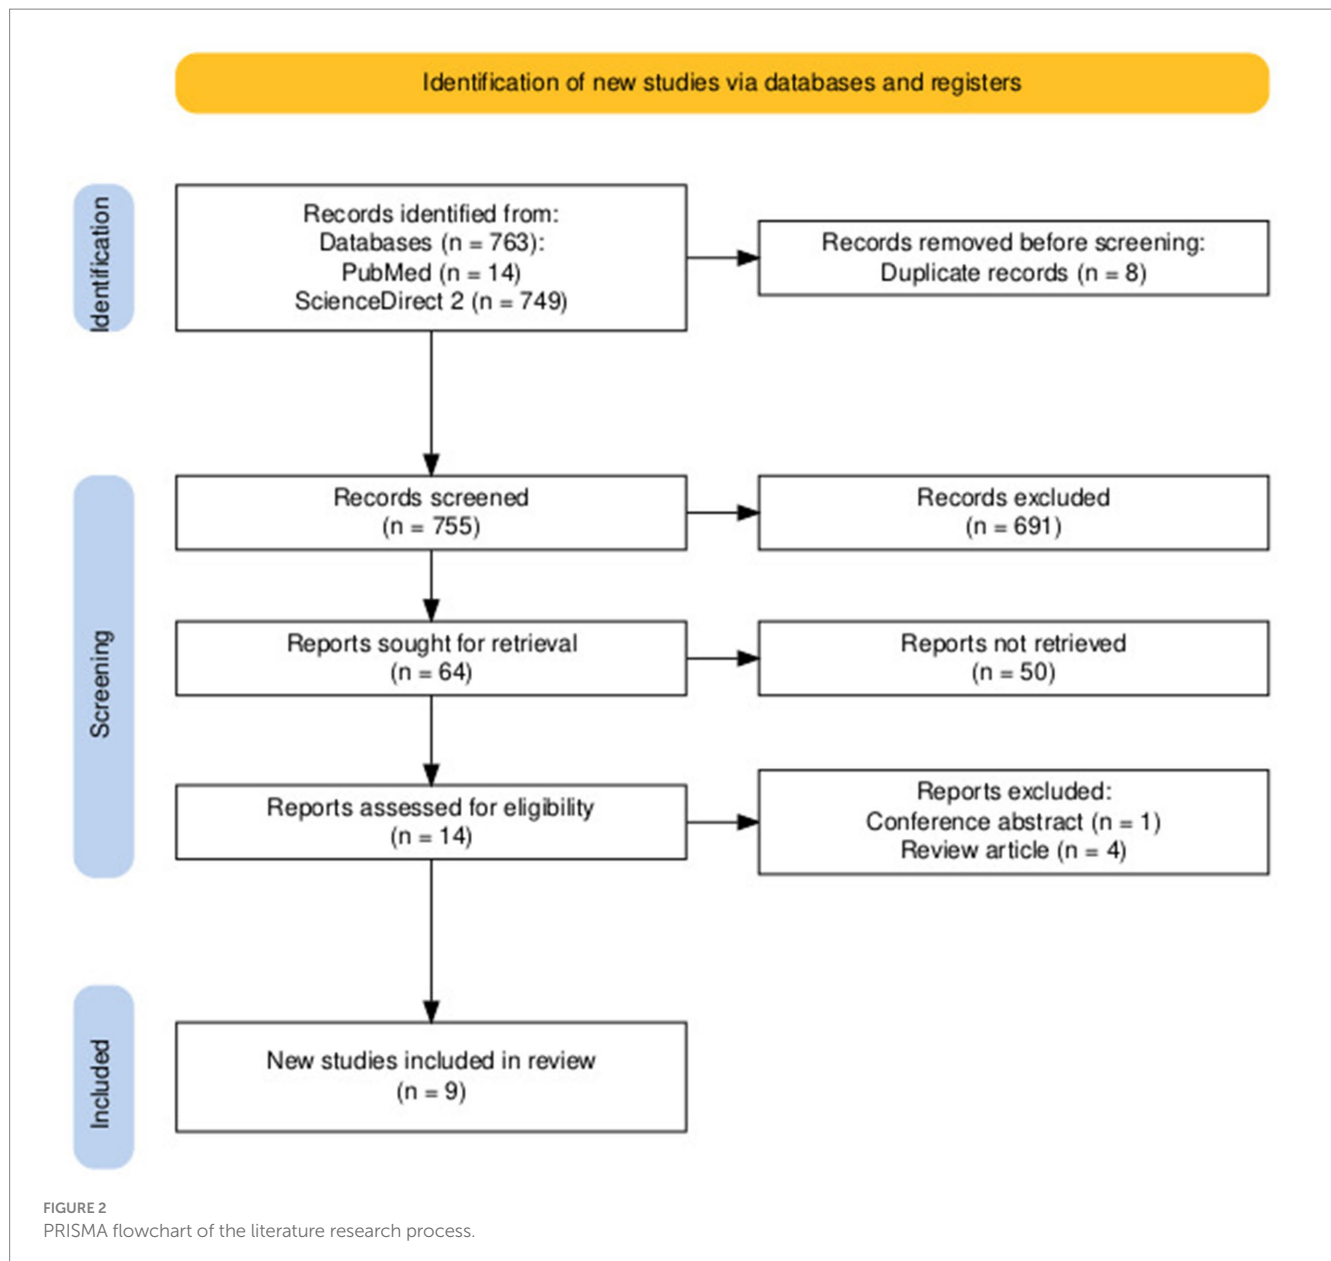 Identification of new studies via databases and registers
Identification
Records identified from:
Databases (n = 763):
PubMed (n = 14)
ScienceDirect 2 (n = 749)
Records removed before screening:
Duplicate records (n = 8)
Screening
Records screened
(n = 755)
Records excluded
(n = 691)
Reports sought for retrieval
(n = 64)
Reports not retrieved
(n = 50)
Reports assessed for eligibility
(n = 14)
Reports excluded:
Conference abstract (n = 1)
Review article (n = 4)
Included
New studies included in review
(n = 9)
FIGURE 2
PRISMA flowchart of the literature research process.